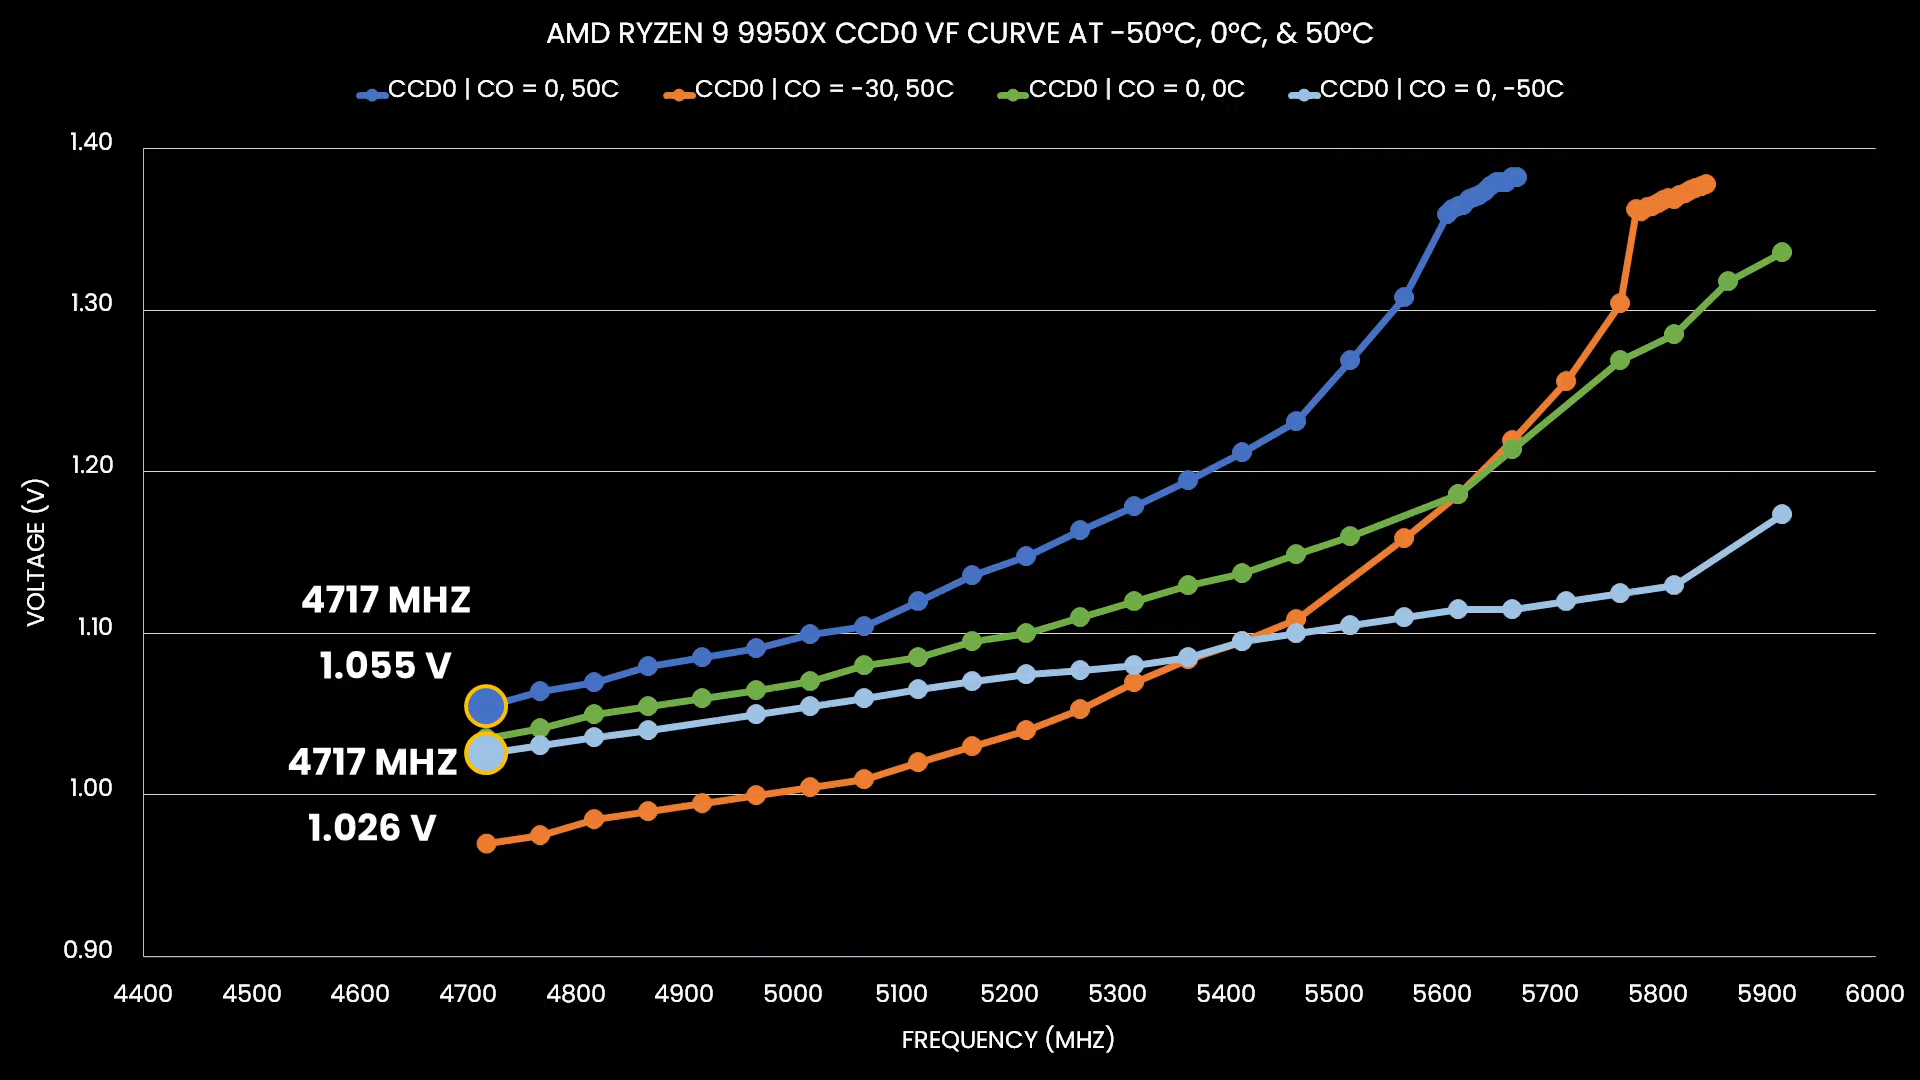 AMD RYZEN 9 9950X CCD0 VF CURVE AT -50°C, 0°C, & 50°C
CCD0 | CO = 0, 50C CCD0 | CO = -30, 50C CCD0 | CO = 0, 0C CCD0 | CO = 0, -50C
1.40
1.30
1.20
1.10
1.00
0.90
VOLTAGE (V)
4717 MHZ
1.055 V
4717 MHZ
1.026 V
4400 4500 4600 4700 4800 4900 5000 5100 5200 5300 5400 5500 5600 5700 5800 5900 6000
FREQUENCY (MHZ)